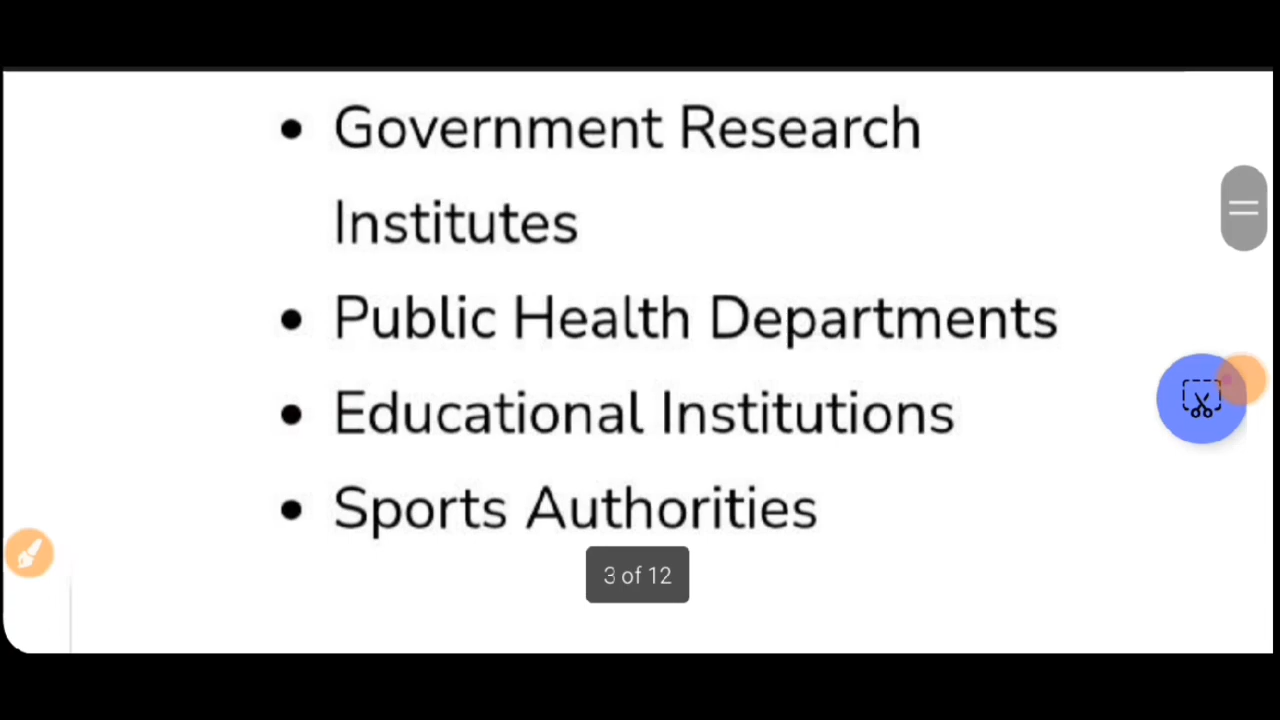 • Government Research
Institutes
• Public Health Departments
• Educational Institutions
• Sports Authorities
3 of 12